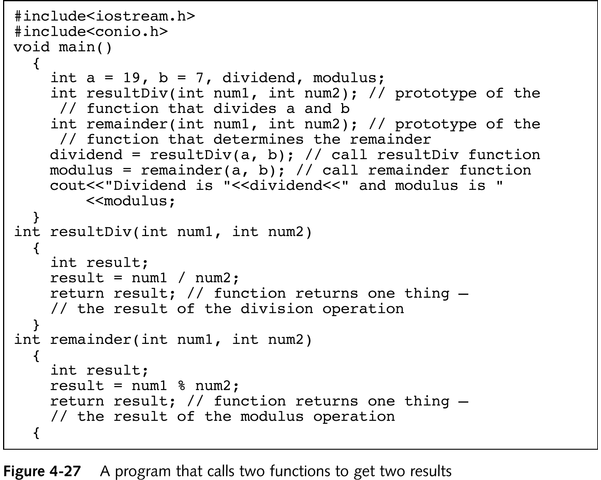 #include<iostream.h>
#include<conio.h>
void main()
  {
    int a = 19, b = 7, dividend, modulus;
    int resultDiv(int num1, int num2); // prototype of the
     // function that divides a and b
    int remainder(int num1, int num2); // prototype of the
     // function that determines the remainder
    dividend = resultDiv(a, b); // call resultDiv function
    modulus = remainder(a, b); // call remainder function
    cout<<"Dividend is "<<dividend<<" and modulus is "
        <<modulus;
  }
int resultDiv(int num1, int num2)
  {
    int result;
    result = num1 / num2;
    return result; // function returns one thing –
    // the result of the division operation
  }
int remainder(int num1, int num2)
  {
    int result;
    result = num1 % num2;
    return result; // function returns one thing –
    // the result of the modulus operation
  {
Figure 4-27 A program that calls two functions to get two results